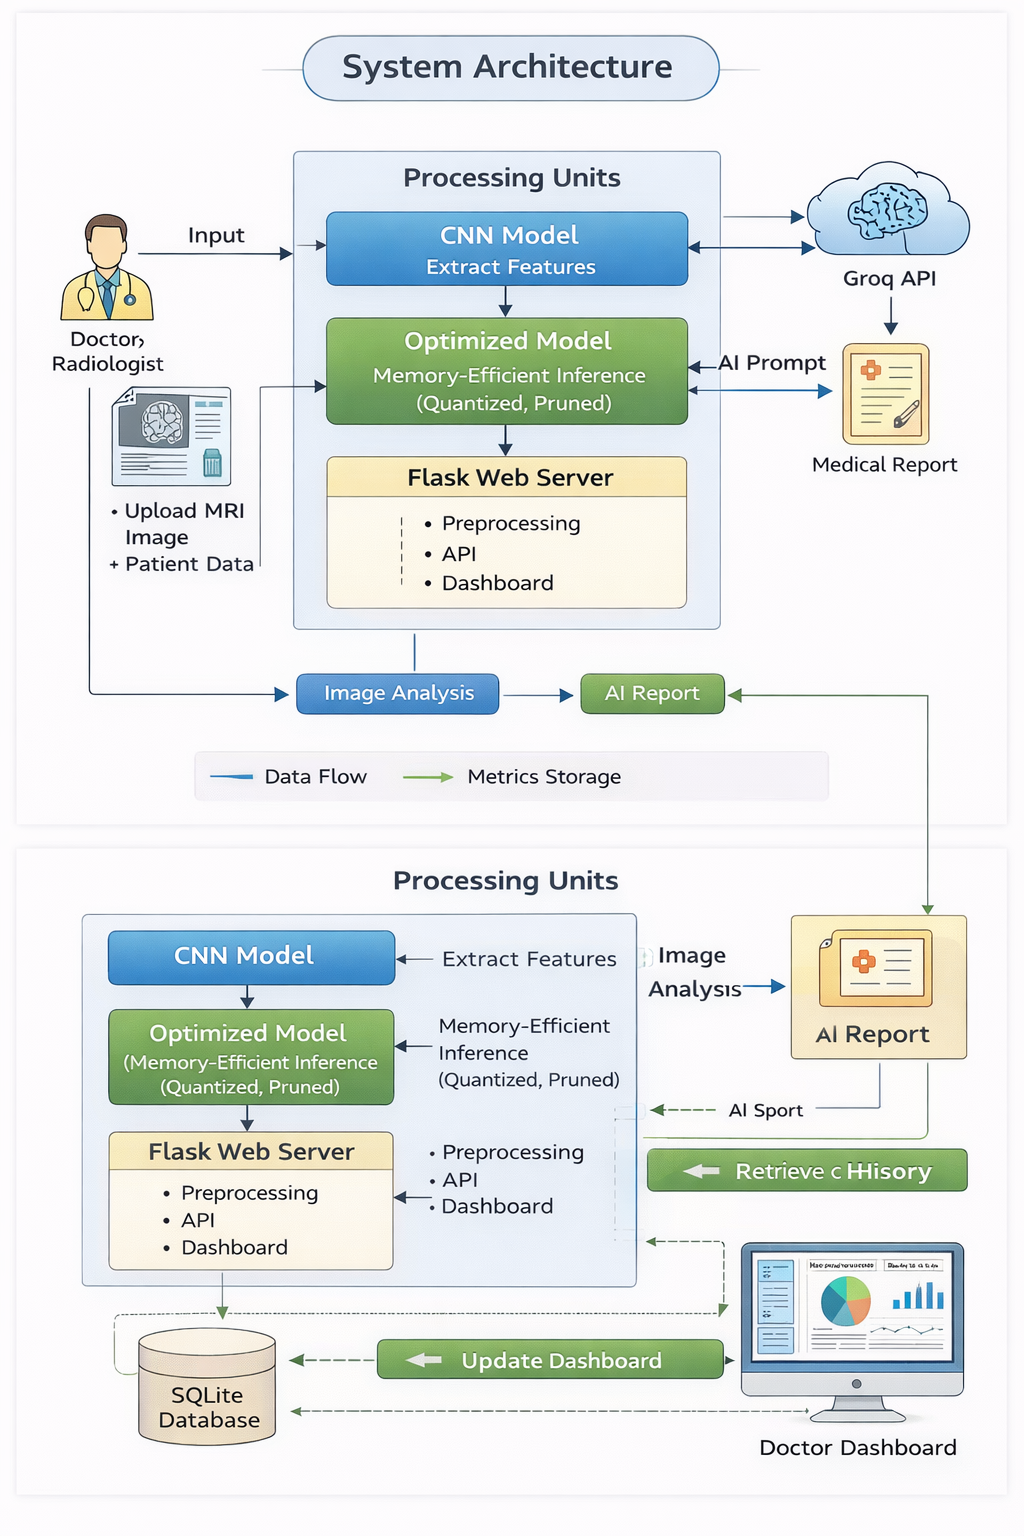 System Architecture
Processing Units
Input
CNN Model
Extract Features
Groq API
Doctor,
Radiologist
Optimized Model
Memory-Efficient Inference
(Quantized, Pruned)
AI Prompt
Medical Report
• Upload MRI
Image
+ Patient Data
Flask Web Server
• Preprocessing
• API
• Dashboard
Image Analysis
AI Report
Data Flow
Metrics Storage
Processing Units
CNN Model
Extract Features
Image
Analysis
Optimized Model
(Memory-Efficient Inference
(Quantized, Pruned)
Memory-Efficient
Inference
(Quantized, Pruned)
AI Report
AI Sport
Flask Web Server
• Preprocessing
• API
• Dashboard
• Preprocessing
• API
• Dashboard
Retrieve c HHisory
Update Dashboard
SQLite
Database
Doctor Dashboard